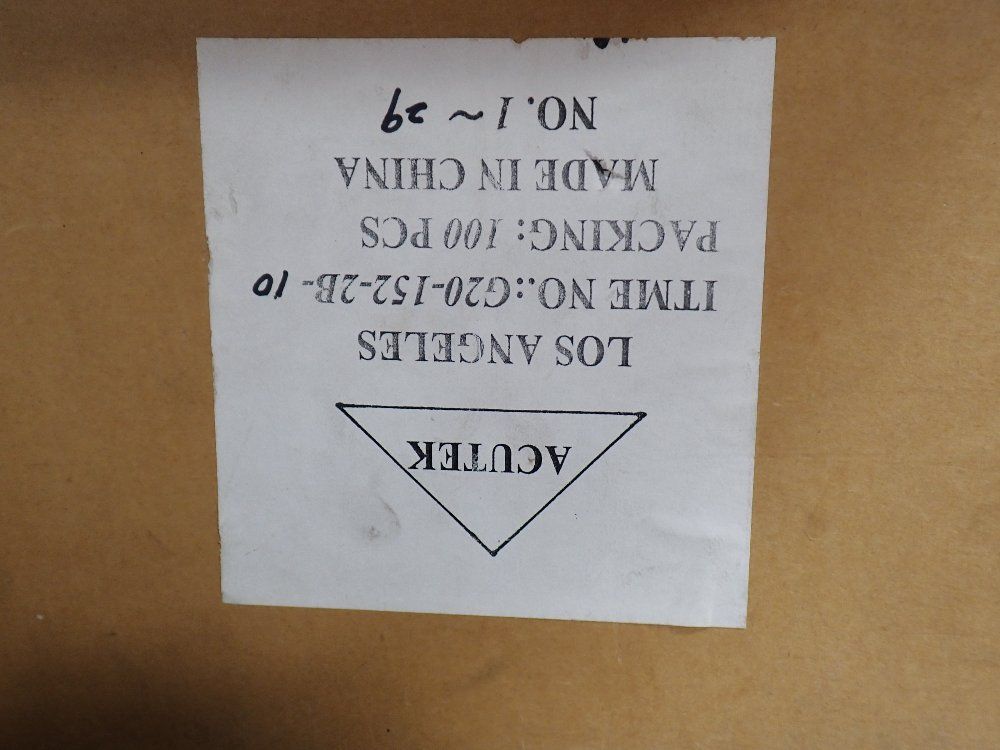 ACUTEK
LOS ANGELES
ITME NO.:G20-152-2B-10
PACKING: 100 PCS
MADE IN CHINA
NO. 1 ~ 29